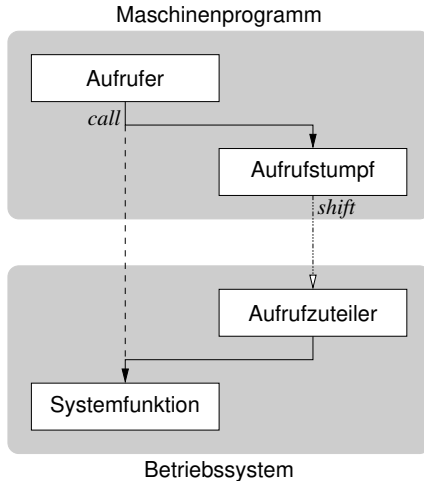 Maschinenprogramm
Aufrufer
call
Aufrufstumpf
shift
Aufrufzuteiler
Systemfunktion
Betriebssystem